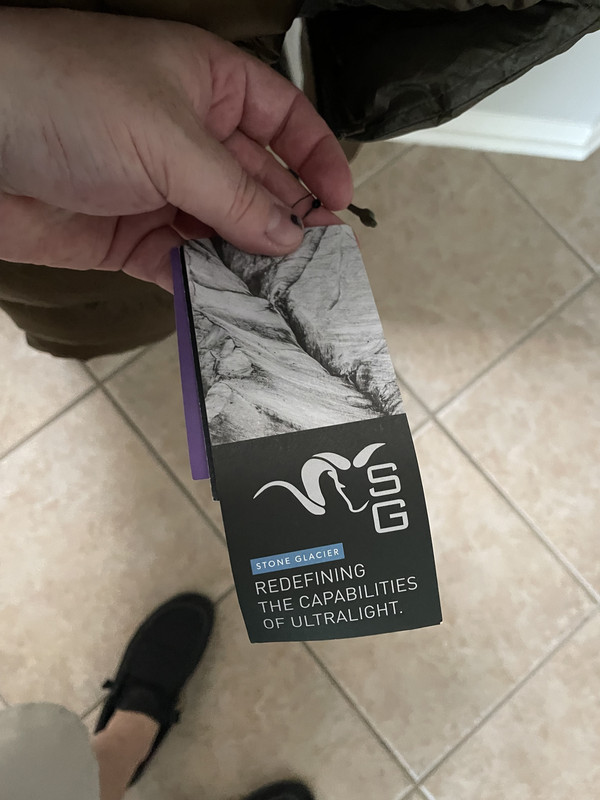 SG
STONE GLACIER
REDEFINING
THE CAPABILITIES
OF ULTRALIGHT.